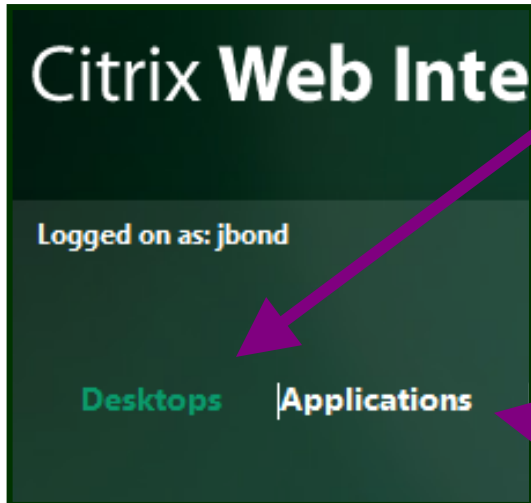 Citrix Web Inte
Logged on as: jbond
Desktops Applications